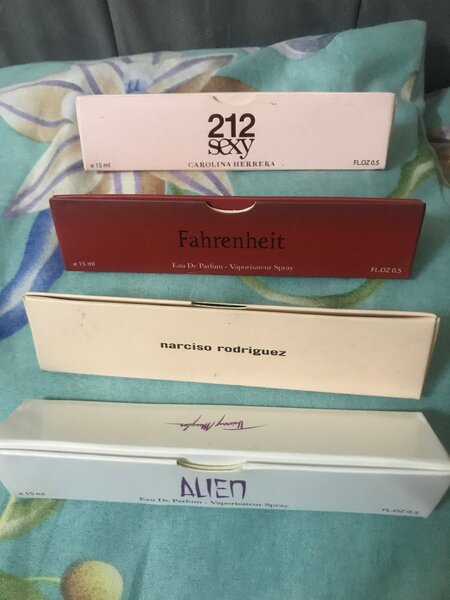 212
sexy
CAROLINA HERRERA
e 15 ml
FL.OZ 0.5
Fahrenheit
Eau De Parfum - Vaporisateur Spray
e 15 ml
FL.OZ 0.5
narciso rodriguez
Thierry Mugler
ALIEN
Eau De Parfum - Vaporisateur Spray
e 15 ml
FL.OZ 0.5